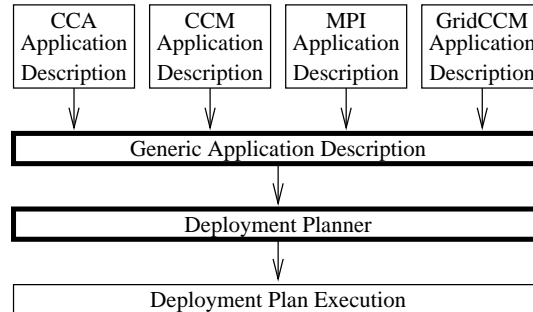 CCA
Application
Description
CCM
Application
Description
MPI
Application
Description
GridCCM
Application
Description
Generic Application Description
Deployment Planner
Deployment Plan Execution